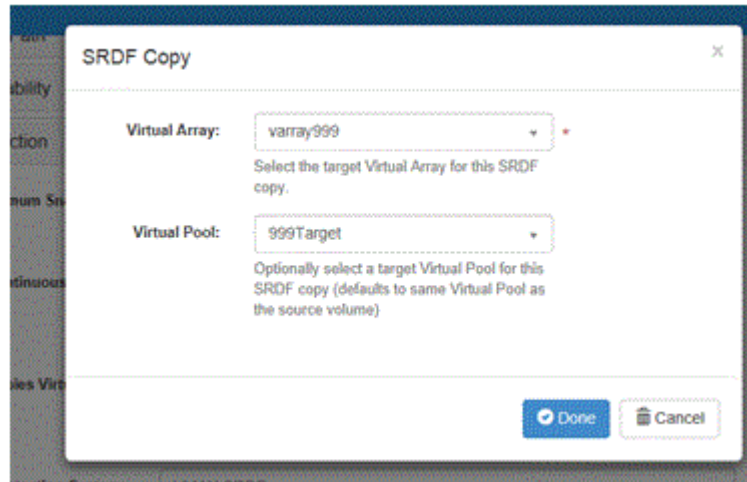 SRDF Copy
×
bility
ction
Virtual Array:
varray999
*
Select the target Virtual Array for this SRDF
copy.
Virtual Pool:
999Target
Optionally select a target Virtual Pool for this
SRDF copy (defaults to same Virtual Pool as
the source volume)
Done
Cancel